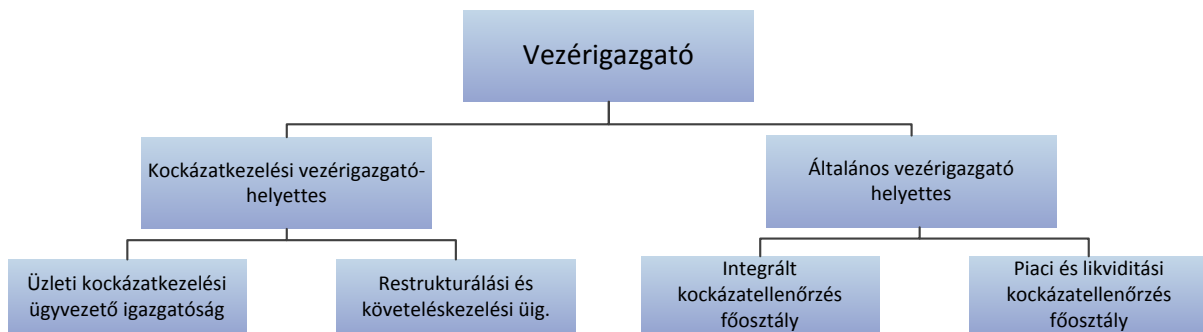 Vezérigazgató
Kockázatkezelési vezérigazgató-
helyettes
Általános vezérigazgató
helyettes
Üzleti kockázatkezelési
ügyvezető igazgatóság
Restrukturálási és
követeléskezelési üig.
Integrált
kockázatellenőrzés
főosztály
Piaci és likviditási
kockázatellenőrzés
főosztály